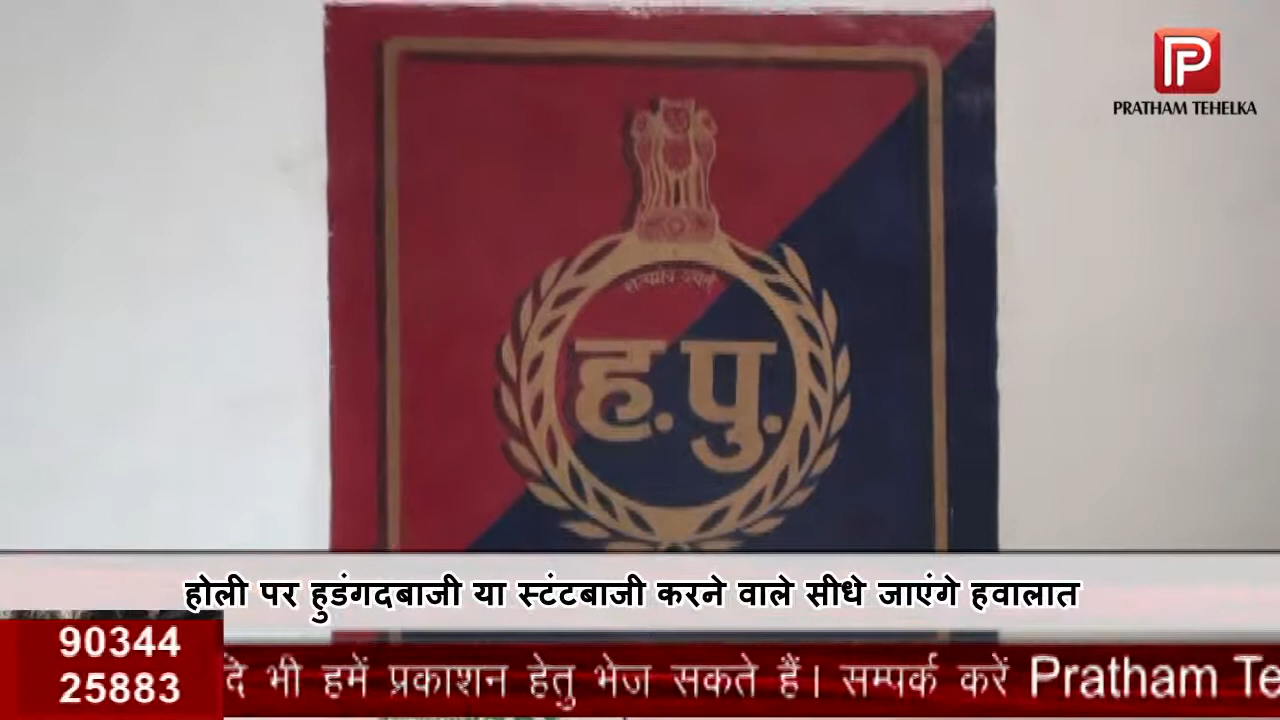 PRATHAM TEHELKA
ह. पु.
होली पर हुडंगदबाजी या स्टंटबाजी करने वाले सीधे जाएंगे हवालात
90344
25883
दि भी हमें प्रकाशन हेतु भेज सकते हैं। सम्पर्क करें Pratham Te